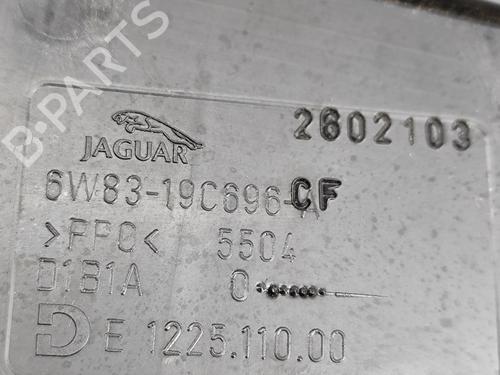 B-PARTS
JAGUAR
2602103
6W83-19C696-CF
>PPC<
5504
D1B1A
0
D E 1225.110.00